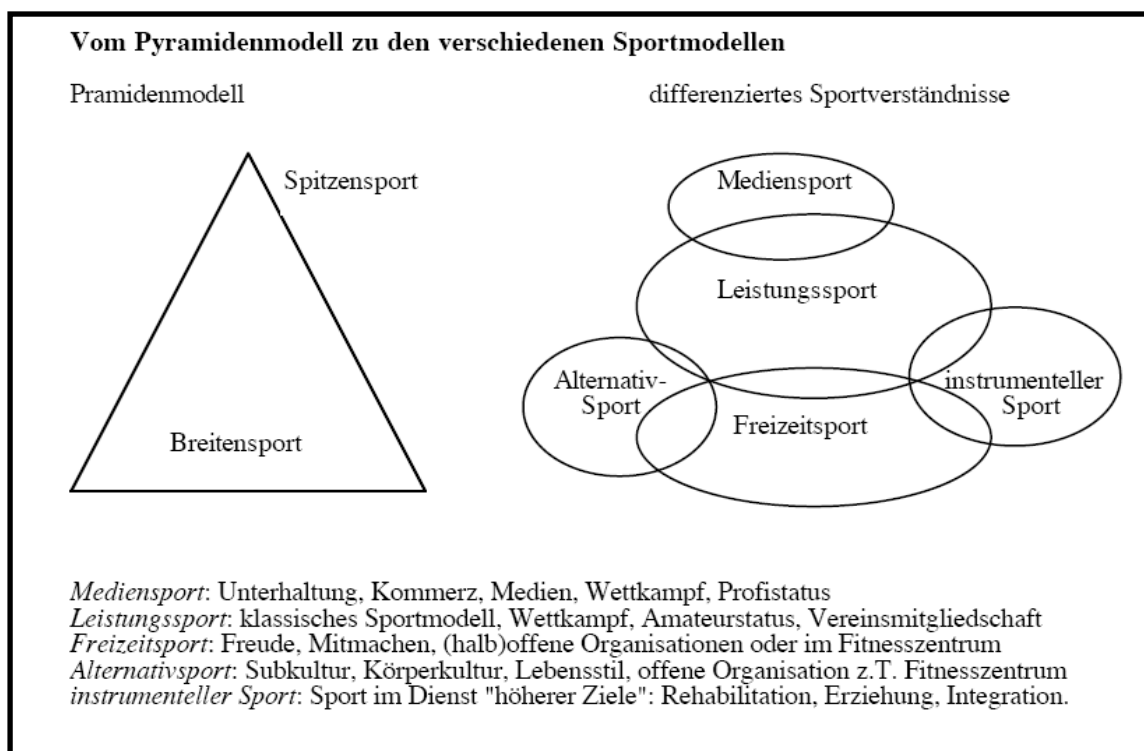 Vom Pyramidenmodell zu den verschiedenen Sportmodellen
Pramidenmodell
differenziertes Sportverständnisse
Spitzensport
Breitensport
Mediensport
Leistungssport
Alternativ-
Sport
instrumenteller
Sport
Freizeitsport
Mediensport: Unterhaltung, Kommerz, Medien, Wettkampf, Profistatus
Leistungssport: klassisches Sportmodell, Wettkampf, Amateurstatus, Vereinsmitgliedschaft
Freizeitsport: Freude, Mitmachen, (halb)offene Organisationen oder im Fitnesszentrum
Alternativsport: Subkultur, Körperkultur, Lebensstil, offene Organisation z.T. Fitnesszentrum
instrumenteller Sport: Sport im Dienst "höherer Ziele": Rehabilitation, Erziehung, Integration.